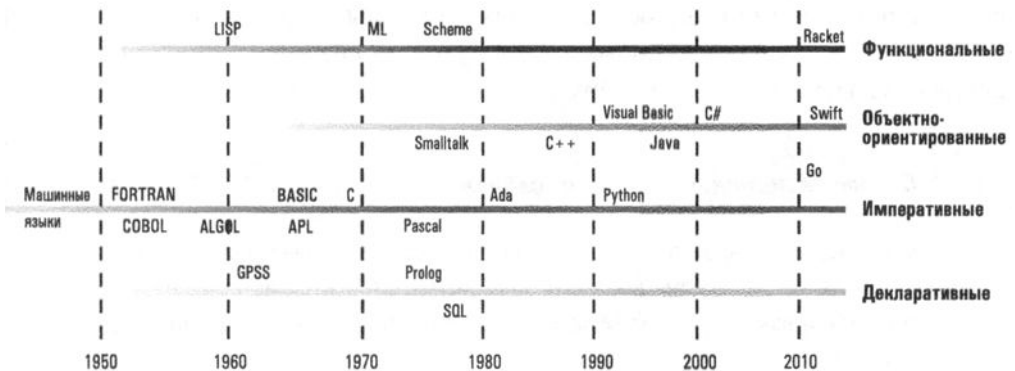 LISP ML Scheme
Racket
Функциональные
Visual Basic C# Swift
Объектно-
ориентированные
Smalltalk C++ Java
Go
Машинные FORTRAN BASIC C Ada Python
Императивные
языки COBOL ALGOL APL Pascal
GPSS Prolog
Декларативные
SQL
1950 1960 1970 1980 1990 2000 2010